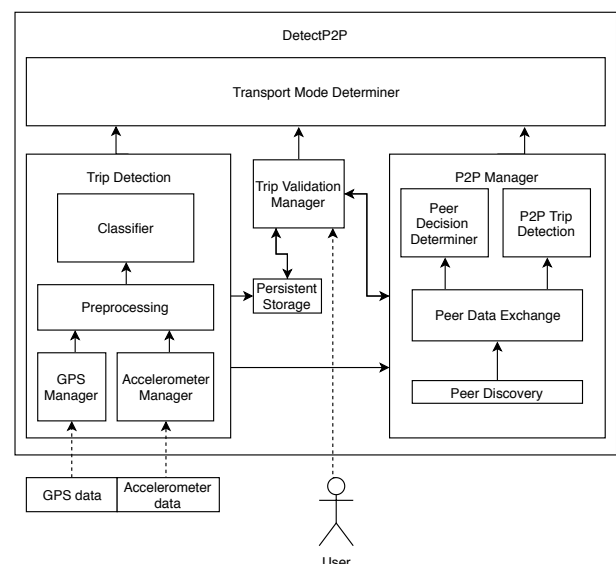 DetectP2P
Transport Mode Determiner
Trip Detection
Classifier
Preprocessing
GPS
Manager
Accelerometer
Manager
GPS data
Accelerometer
data
Trip Validation
Manager
Persistent
Storage
User
P2P Manager
Peer
Decision
Determiner
P2P Trip
Detection
Peer Data Exchange
Peer Discovery